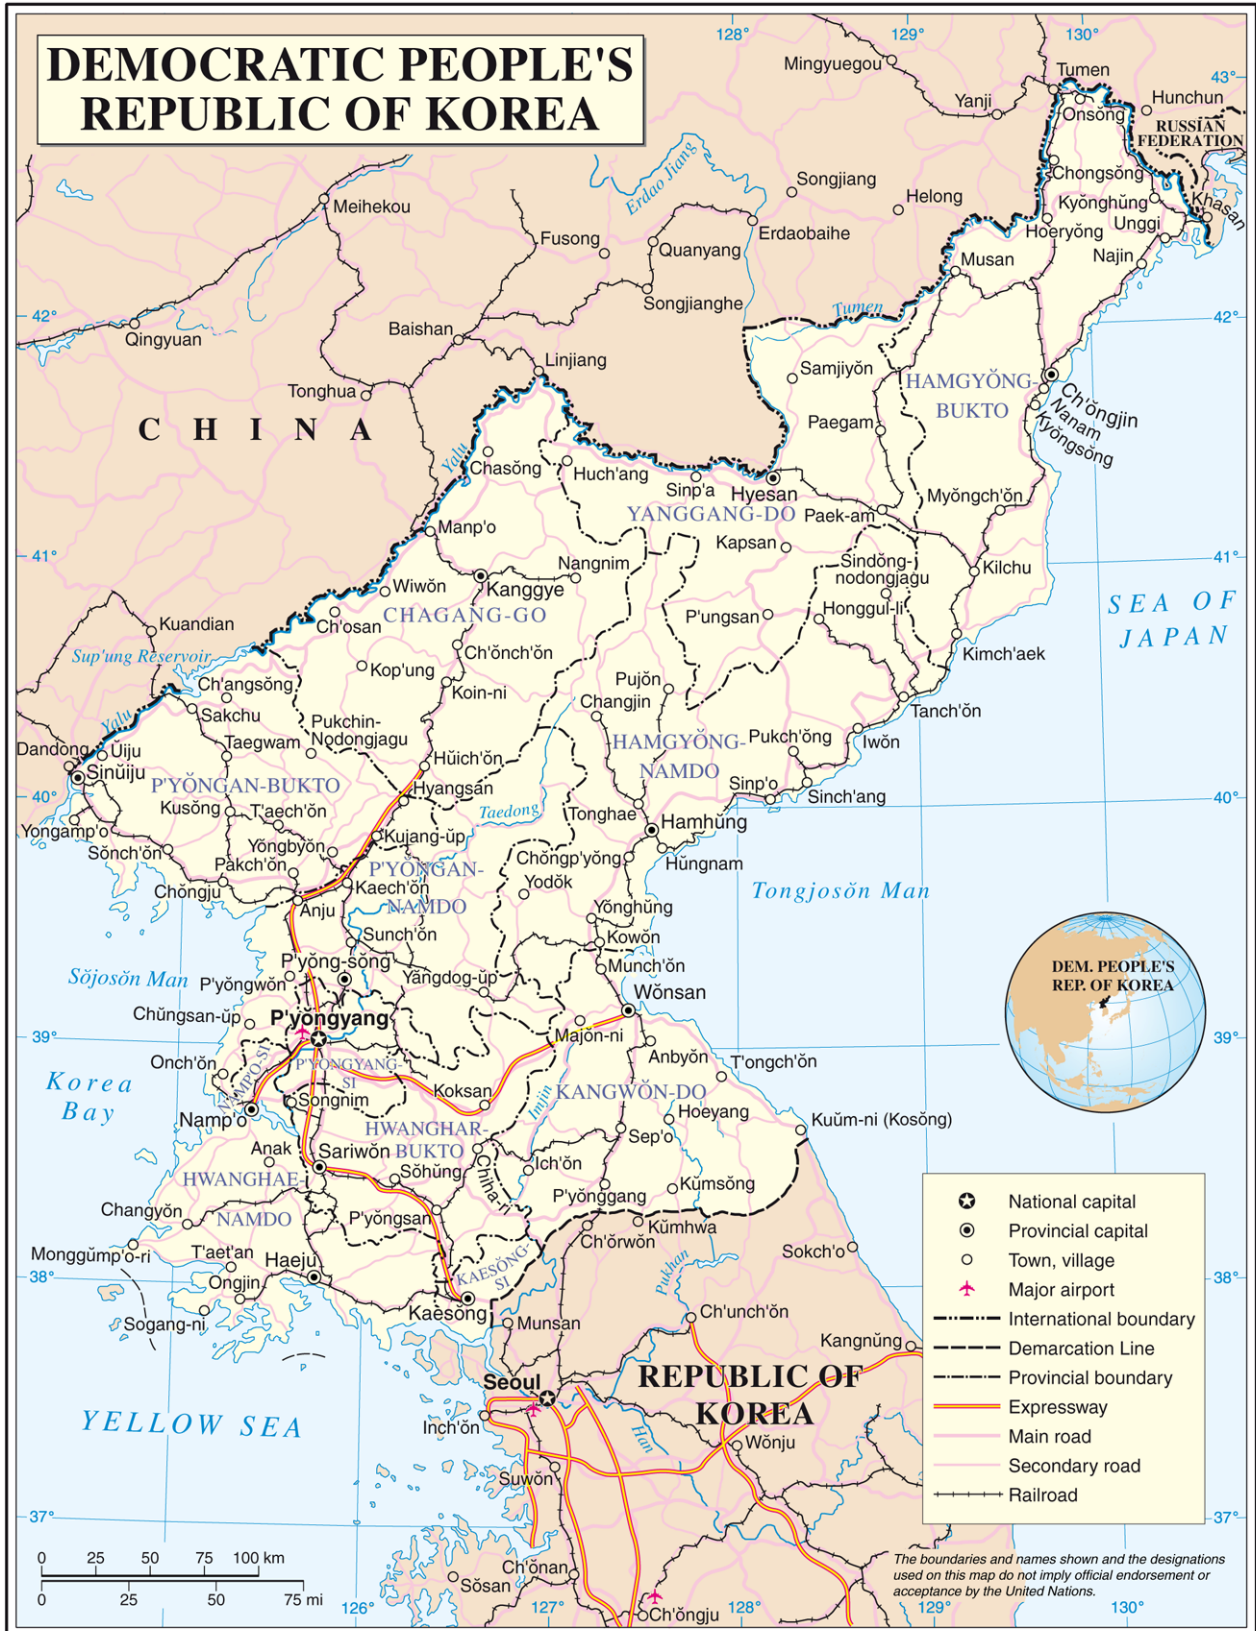 DEMOCRATIC PEOPLE'S
REPUBLIC OF KOREA
128°
129°
130°
43°
Mingyuegou
Tumen
Yanji
Hunchun
Onsŏng
RUSSIAN
FEDERATION
Erdao Jiang
Songjiang
Helong
Chongsŏng
Kyŏnghŭng
Khasan
Meihekou
Fusong
Quanyang
Erdaobaihe
Hoeryŏng
Unggi
Musan
Najin
Songjianghe
42°
Tumen
42°
Qingyuan
Baishan
Linjiang
Samjiyŏn
HAMGYŎNG-
BUKTO
Tonghua
Ch'ŏngjin
Nanam
Kyŏngsŏng
CHINA
Paegam
Yalu
Chasŏng
Huch'ang
Sinp'a
Hyesan
Myŏngch'ŏn
YANGGANG-DO
Paek-am
Manp'o
Kapsan
41°
41°
Nangnim
Sindŏng-
nodongjagu
Kilchu
Wiwŏn
Kanggye
CHAGANG-GO
SEA OF
JAPAN
Kuandian
Ch'osan
P'ungsan
Honggul-li
Sup'ung Reservoir
Ch'ŏnch'ŏn
Kimch'aek
Kop'ung
Ch'angsŏng
Koin-ni
Pujŏn
Changjin
Tanch'ŏn
Yalu
Sakchu
Pukchin-
Nodongjagu
Dandong
Ŭiju
Taegwam
HAMGYŎNG-
NAMDO
Pukch'ŏng
Iwŏn
Sinŭiju
Hŭich'ŏn
P'YŎNGAN-BUKTO
Hyangsan
Sinp'o
Sinch'ang
40°
40°
Kusŏng
T'aech'ŏn
Taedong
Tonghae
Hamhŭng
Yongamp'o
Kujang-ŭp
Sŏnch'ŏn
Yŏngbyŏn
Chŏngp'yŏng
Hŭngnam
Pakch'ŏn
P'YŎNGAN-
NAMDO
Chŏngju
Kaech'ŏn
Yodŏk
Tongjosŏn Man
Anju
Yŏnghŭng
Sunch'ŏn
Kowŏn
Sŏjosŏn Man
P'yŏng-sŏng
Munch'ŏn
DEM. PEOPLE'S
REP. OF KOREA
P'yŏngwŏn
Yangdog-ŭp
Wŏnsan
Chŭngsan-ŭp
P'yŏngyang
Majŏn-ni
39°
39°
Onch'ŏn
NAMPO-SI
P'YONGYANG-
SI
Anbyŏn
T'ongch'ŏn
Korea
Bay
Koksan
Imjin
KANGWŎN-DO
Songnim
Namp'o
Hoeyang
Kuŭm-ni (Kosŏng)
HWANGHAR-
BUKTO
Sep'o
Anak
Sariwŏn
HWANGHAE-
NAMDO
Sŏhŭng
Chiha-ri
Ich'ŏn
P'yŏnggang
Kŭmsŏng
Changyŏn
P'yŏngsan
Kŭmhwa
Monggŭmp'o-ri
T'aet'an
Haeju
Ch'ŏrwŏn
Sokch'o
KAESŎNG-
SI
Pukhan
38°
38°
Ongjin
Kaesŏng
Sogang-ni
Munsan
Ch'unch'ŏn
Kangnŭng
National capital
Provincial capital
Town, village
Major airport
International boundary
Demarcation Line
Provincial boundary
Expressway
Main road
Secondary road
Railroad
Seoul
REPUBLIC OF
KOREA
YELLOW SEA
Inch'ŏn
Han
Wŏnju
Suwŏn
37°
37°
0 25 50 75 100 km
0 25 50 75 mi
Ch'ŏnan
Sŏsan
Ch'ŏngju
The boundaries and names shown and the designations
used on this map do not imply official endorsement or
acceptance by the United Nations.
126°
127°
128°
129°
130°